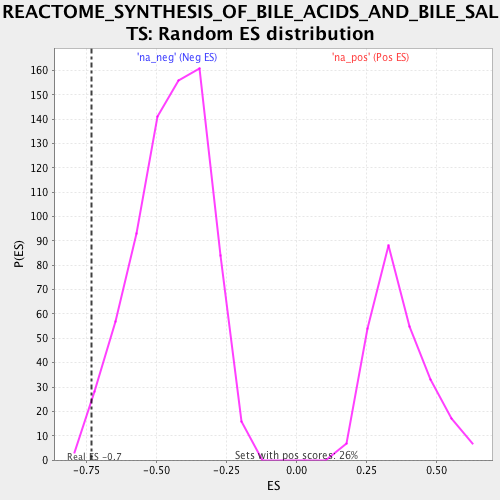 REACTOME_SYNTHESIS_OF_BILE_ACIDS_AND_BILE_SAL
TS: Random ES distribution
'na_neg' (Neg ES) 'na_pos' (Pos ES)
160
150
140
130
120
110
100
90
80
70
60
50
40
30
20
10
0
P(ES)
Real ES -0.7
Sets with pos scores: 26%
-0.75 -0.50 -0.25 0.00 0.25 0.50
ES